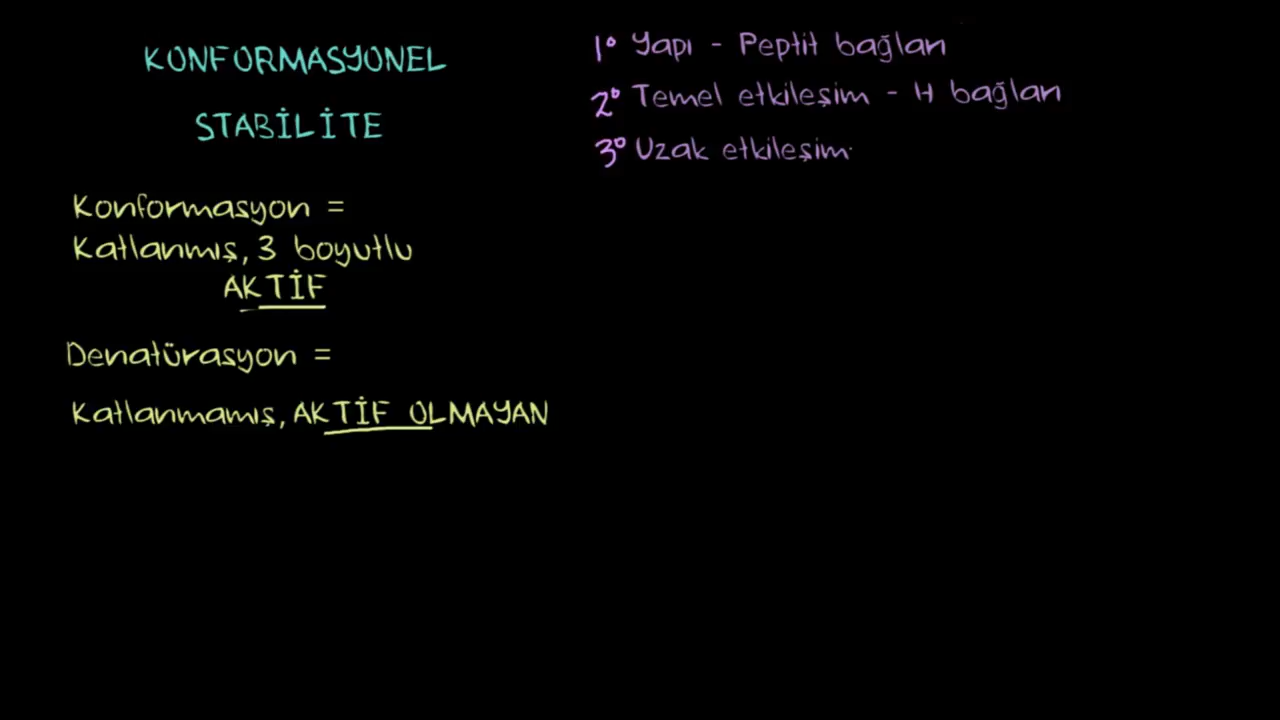 KONFORMASYONEL
STABİLİTE
Konformasyon =
Katlanmış, 3 boyutlu
AKTİF
Denatürasyon =
Katlanmamış, AKTİF OLMAYAN
1° Yapı - Peptit bağları
2° Temel etkileşim - H bağları
3° Uzak etkileşim